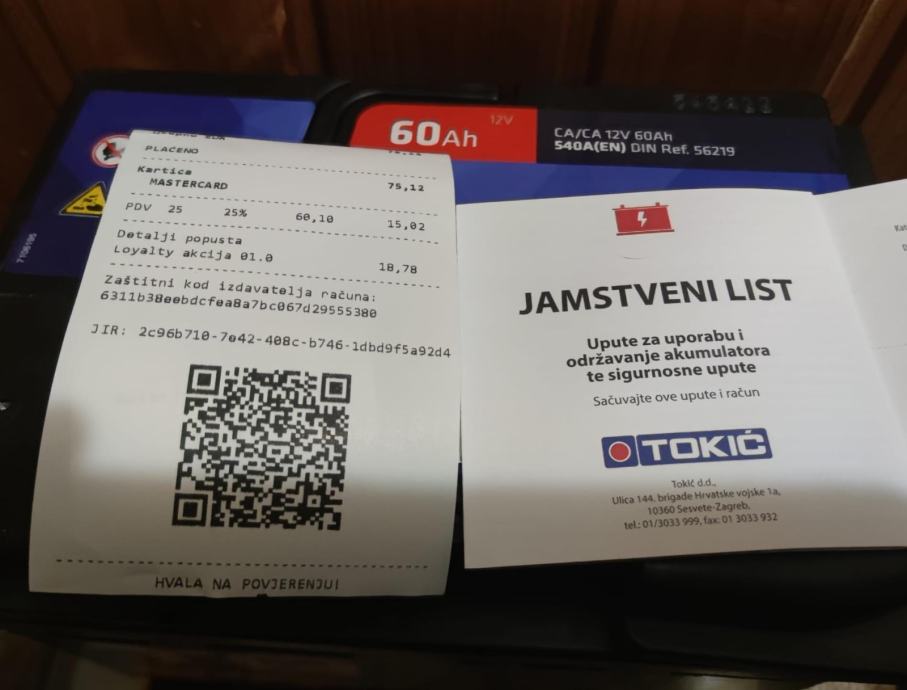 60Ah
12V
CA/CA 12V 60Ah
540A(EN) DIN Ref. 56219
PLAĆENO
Kartica
MASTERCARD 75,12
PDV 25 25% 60,10 15,02
Detalji popusta
Loyalty akcija 01.0 18,78
Zaštitni kod izdavatelja računa:
6311b38eebdcfea8a7bc067d29555380
JIR: 2c96b710-7e42-408c-b746-1dbd9f5a92d4
HVALA NA POVJERENJU!
JAMSTVENI LIST
Upute za uporabu i
održavanje akumulatora
te sigurnosne upute
Sačuvajte ove upute i račun
TOKIĆ
Tokić d.d.,
Ulica 144. brigade Hrvatske vojske 1a,
10360 Sesvete-Zagreb,
tel.: 01/3033 999, fax: 01 3033 932